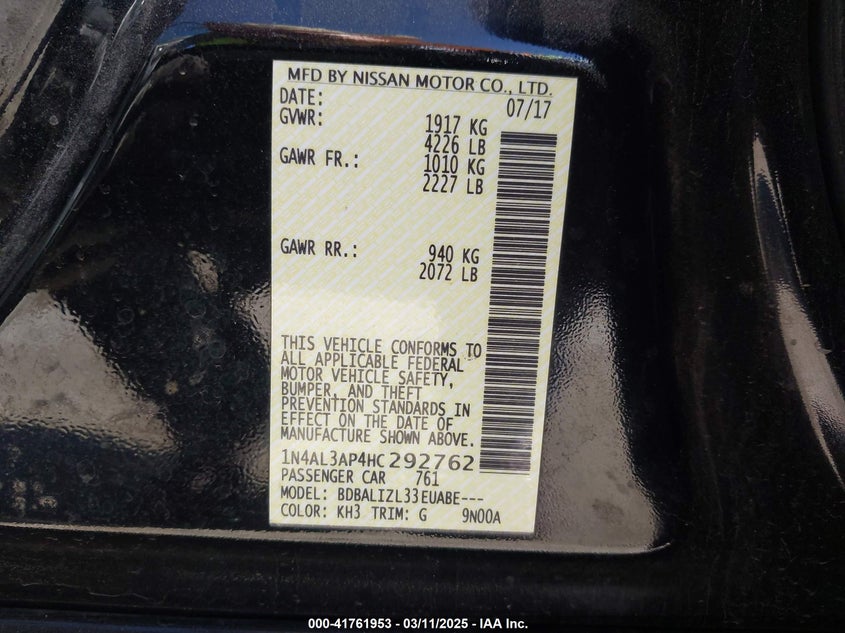 MFD BY NISSAN MOTOR CO., LTD.
DATE: 07/17
GVWR: 1917 KG
4226 LB
GAWR FR.: 1010 KG
2227 LB
GAWR RR.: 940 KG
2072 LB
THIS VEHICLE CONFORMS TO
ALL APPLICABLE FEDERAL
MOTOR VEHICLE SAFETY,
BUMPER, AND THEFT
PREVENTION STANDARDS IN
EFFECT ON THE DATE OF
MANUFACTURE SHOWN ABOVE.
1N4AL3AP4HC292762
PASSENGER CAR 761
MODEL: BDBALIZL33EUABE---
COLOR: KH3 TRIM: G 9N00A
000-41761953 - 03/11/2025 - IAA Inc.